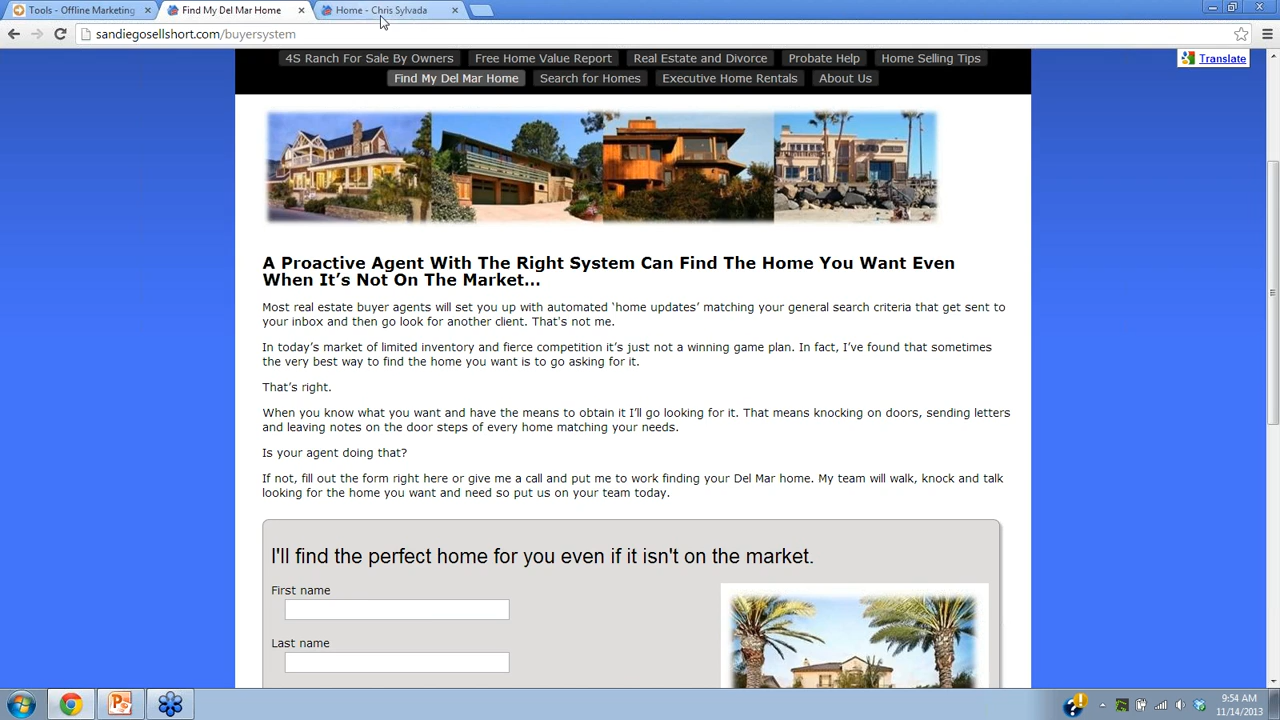 Tools - Offline Marketing
Find My Del Mar Home
Home - Chris Sylvada
sandiegosellshort.com/buyersystem
4S Ranch For Sale By Owners
Free Home Value Report
Real Estate and Divorce
Probate Help
Home Selling Tips
Translate
Find My Del Mar Home
Search for Homes
Executive Home Rentals
About Us
A Proactive Agent With The Right System Can Find The Home You Want Even
When It’s Not On The Market…
Most real estate buyer agents will set you up with automated ‘home updates’ matching your general search criteria that get sent to
your inbox and then go look for another client. That’s not me.
In today’s market of limited inventory and fierce competition it’s just not a winning game plan. In fact, I’ve found that sometimes
the very best way to find the home you want is to go asking for it.
That’s right.
When you know what you want and have the means to obtain it I’ll go looking for it. That means knocking on doors, sending letters
and leaving notes on the door steps of every home matching your needs.
Is your agent doing that?
If not, fill out the form right here or give me a call and put me to work finding your Del Mar home. My team will walk, knock and talk
looking for the home you want and need so put us on your team today.
I'll find the perfect home for you even if it isn't on the market.
First name
Last name
9:54 AM
11/14/2013